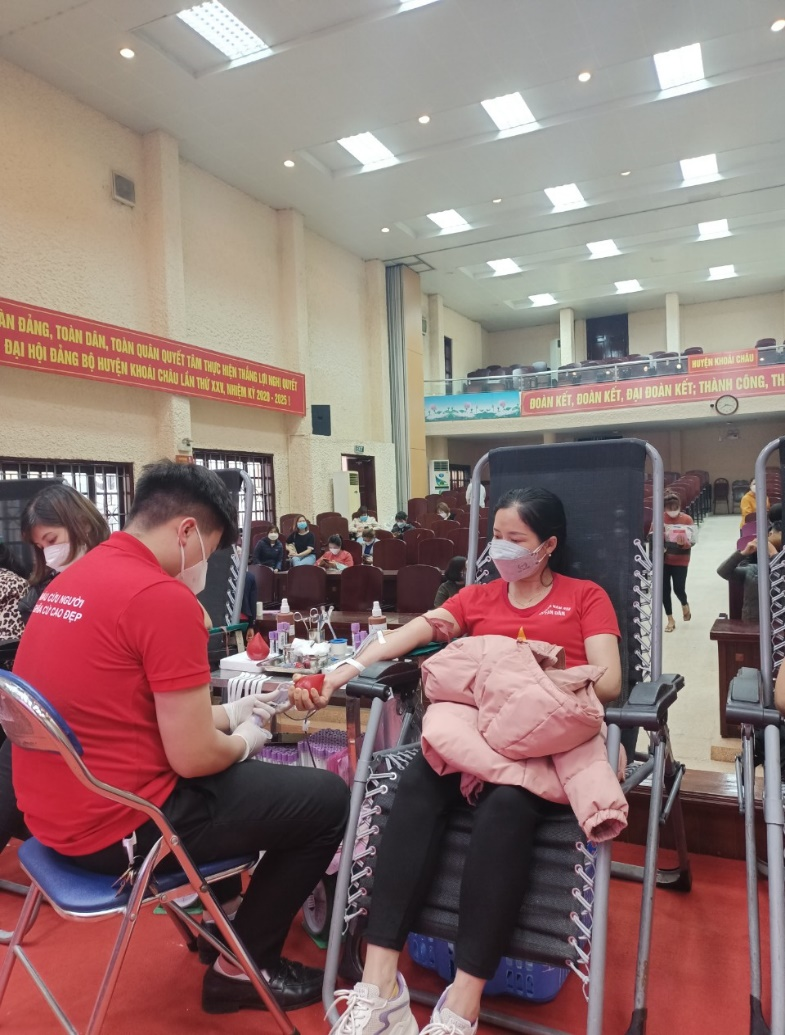 ÀN ĐẢNG, TOÀN DÂN, TOÀN QUÂN QUYẾT TÂM THỰC HIỆN THẮNG LỢI NGHỊ QUYẾT
ĐẠI HỘI ĐẢNG BỘ HUYỆN KHOÁI CHÂU LẦN THỨ XXV, NHIỆM KỲ 2020 - 2025 !
HUYỆN KHOÁI CHÂU
ĐOÀN KẾT, ĐOÀN KẾT, ĐẠI ĐOÀN KẾT; THÀNH CÔNG, TH
CỨU NGƯỜI
CỬ CAO ĐẸP